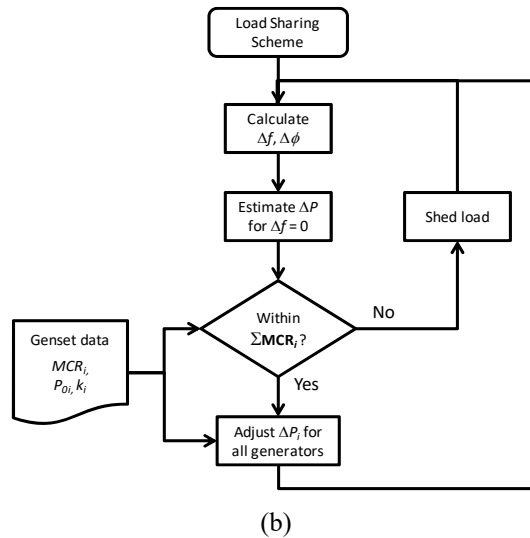 Load Sharing
Scheme
Calculate
Δf, Δϕ
Estimate ΔP
for Δf = 0
Shed load
Within
ΣMCRi?
No
Yes
Genset data
MCRi,
P0i, ki
Adjust ΔPi for
all generators
(b)